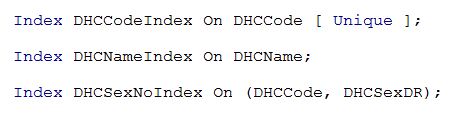 Index DHCCodeIndex On DHCCode [ Unique ];
Index DHCNameIndex On DHCName;
Index DHCSexNoIndex On (DHCCode, DHCSexDR);